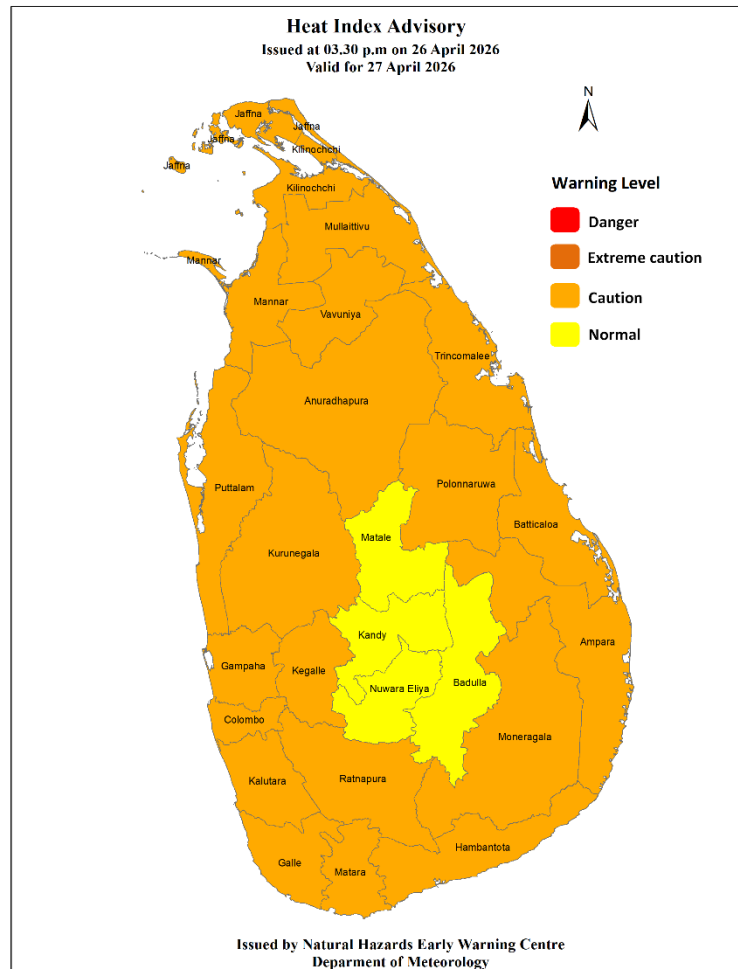 Heat Index Advisory
Issued at 03.30 p.m on 26 April 2026
Valid for 27 April 2026
N
Jaffna
Jaffna
Jaffna
Kilinochchi
Jaffna
Kilinochchi
Mullaittivu
Mannar
Mannar
Vavuniya
Trincomalee
Anuradhapura
Puttalam
Polonnaruwa
Batticaloa
Matale
Kurunegala
Kandy
Ampara
Gampaha
Kegalle
Nuwara Eliya
Badulla
Colombo
Moneragala
Kalutara
Ratnapura
Hambantota
Galle
Matara
Warning Level
Danger
Extreme caution
Caution
Normal
Issued by Natural Hazards Early Warning Centre
Deparment of Meteorology